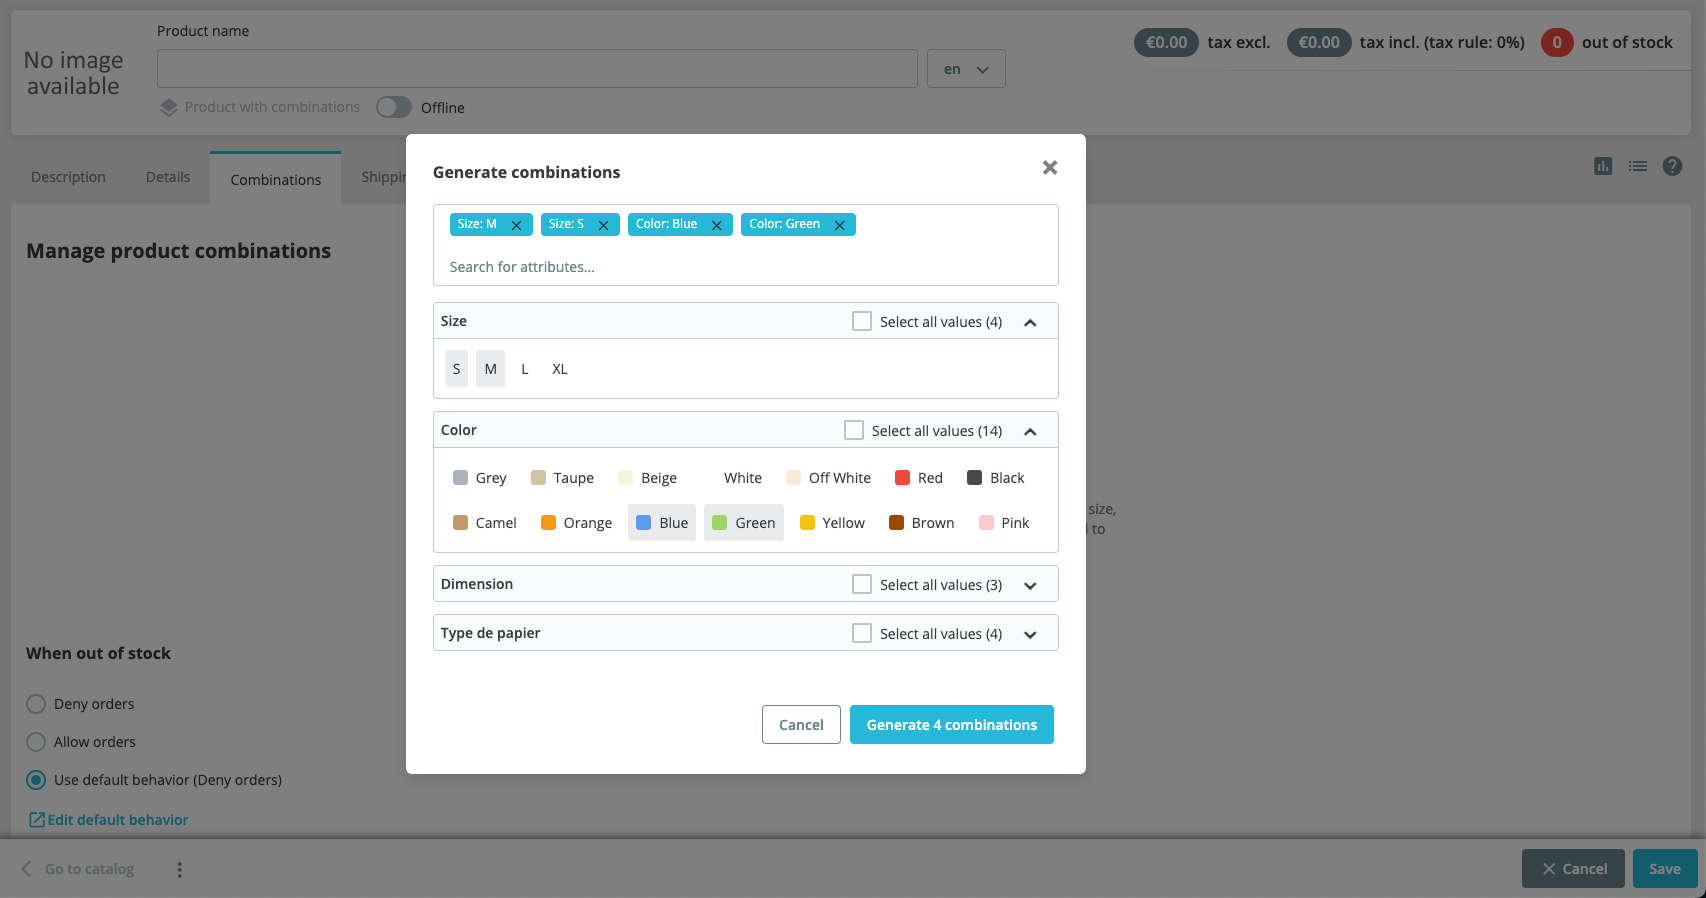 Product name
No image
available
en
Product with combinations
Offline
€0.00 tax excl. €0.00 tax incl. (tax rule: 0%) 0 out of stock
Description Details Combinations Shippin
Manage product combinations
Generate combinations
Size: M Size: S Color: Blue Color: Green
Search for attributes...
Size Select all values (4)
S M L XL
Color Select all values (14)
Grey Taupe Beige White Off White Red Black
Camel Orange Blue Green Yellow Brown Pink
Dimension Select all values (3)
Type de papier Select all values (4)
Cancel Generate 4 combinations
size,
to
When out of stock
Deny orders
Allow orders
Use default behavior (Deny orders)
Edit default behavior
Go to catalog
Cancel Save